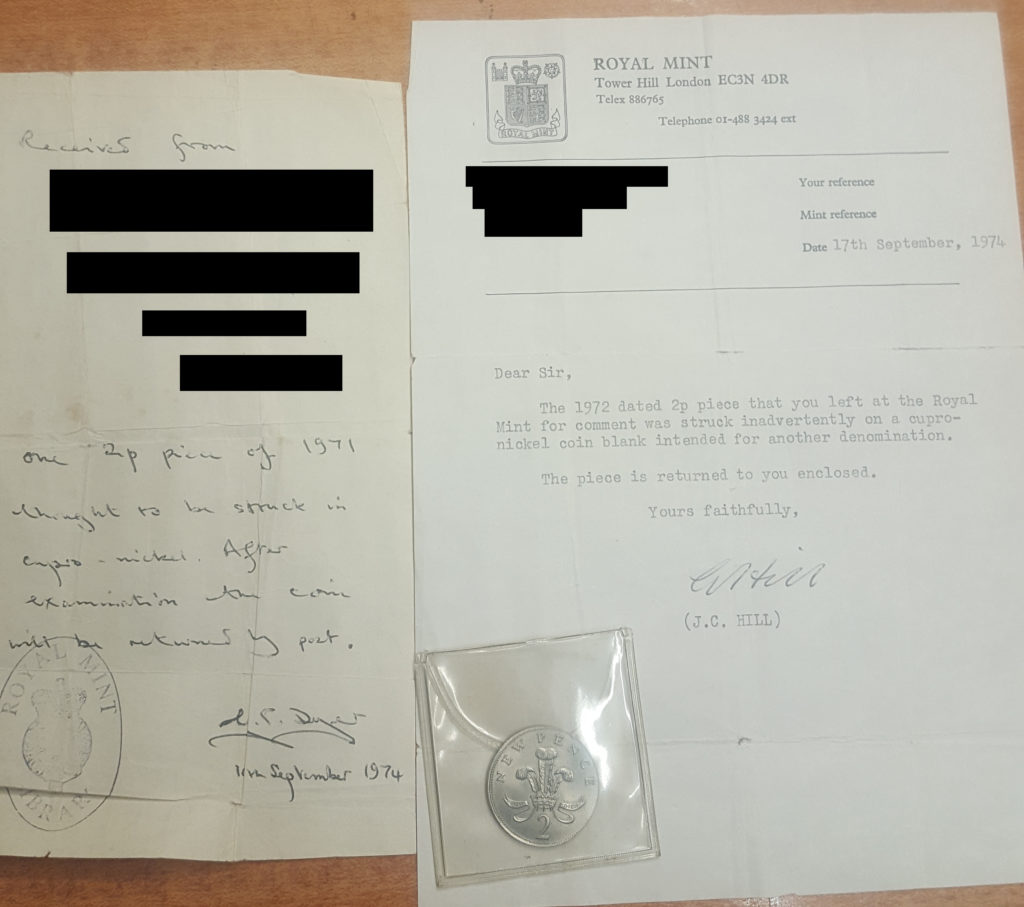 Received from
one 2p piece of 1971
thought to be struck in
cupro-nickel. After
examination the coin
will be returned by post.
ROYAL MINT
LIBRARY
September 1974
ROYAL MINT
ROYAL MINT
Tower Hill London EC3N 4DR
Telex 886765
Telephone 01-488 3424 ext
Your reference
Mint reference
Date 17th September, 1974
Dear Sir,
The 1972 dated 2p piece that you left at the Royal
Mint for comment was struck inadvertently on a cupro-
nickel coin blank intended for another denomination.
The piece is returned to you enclosed.
Yours faithfully,
(J.C. HILL)
NEW PENCE
2